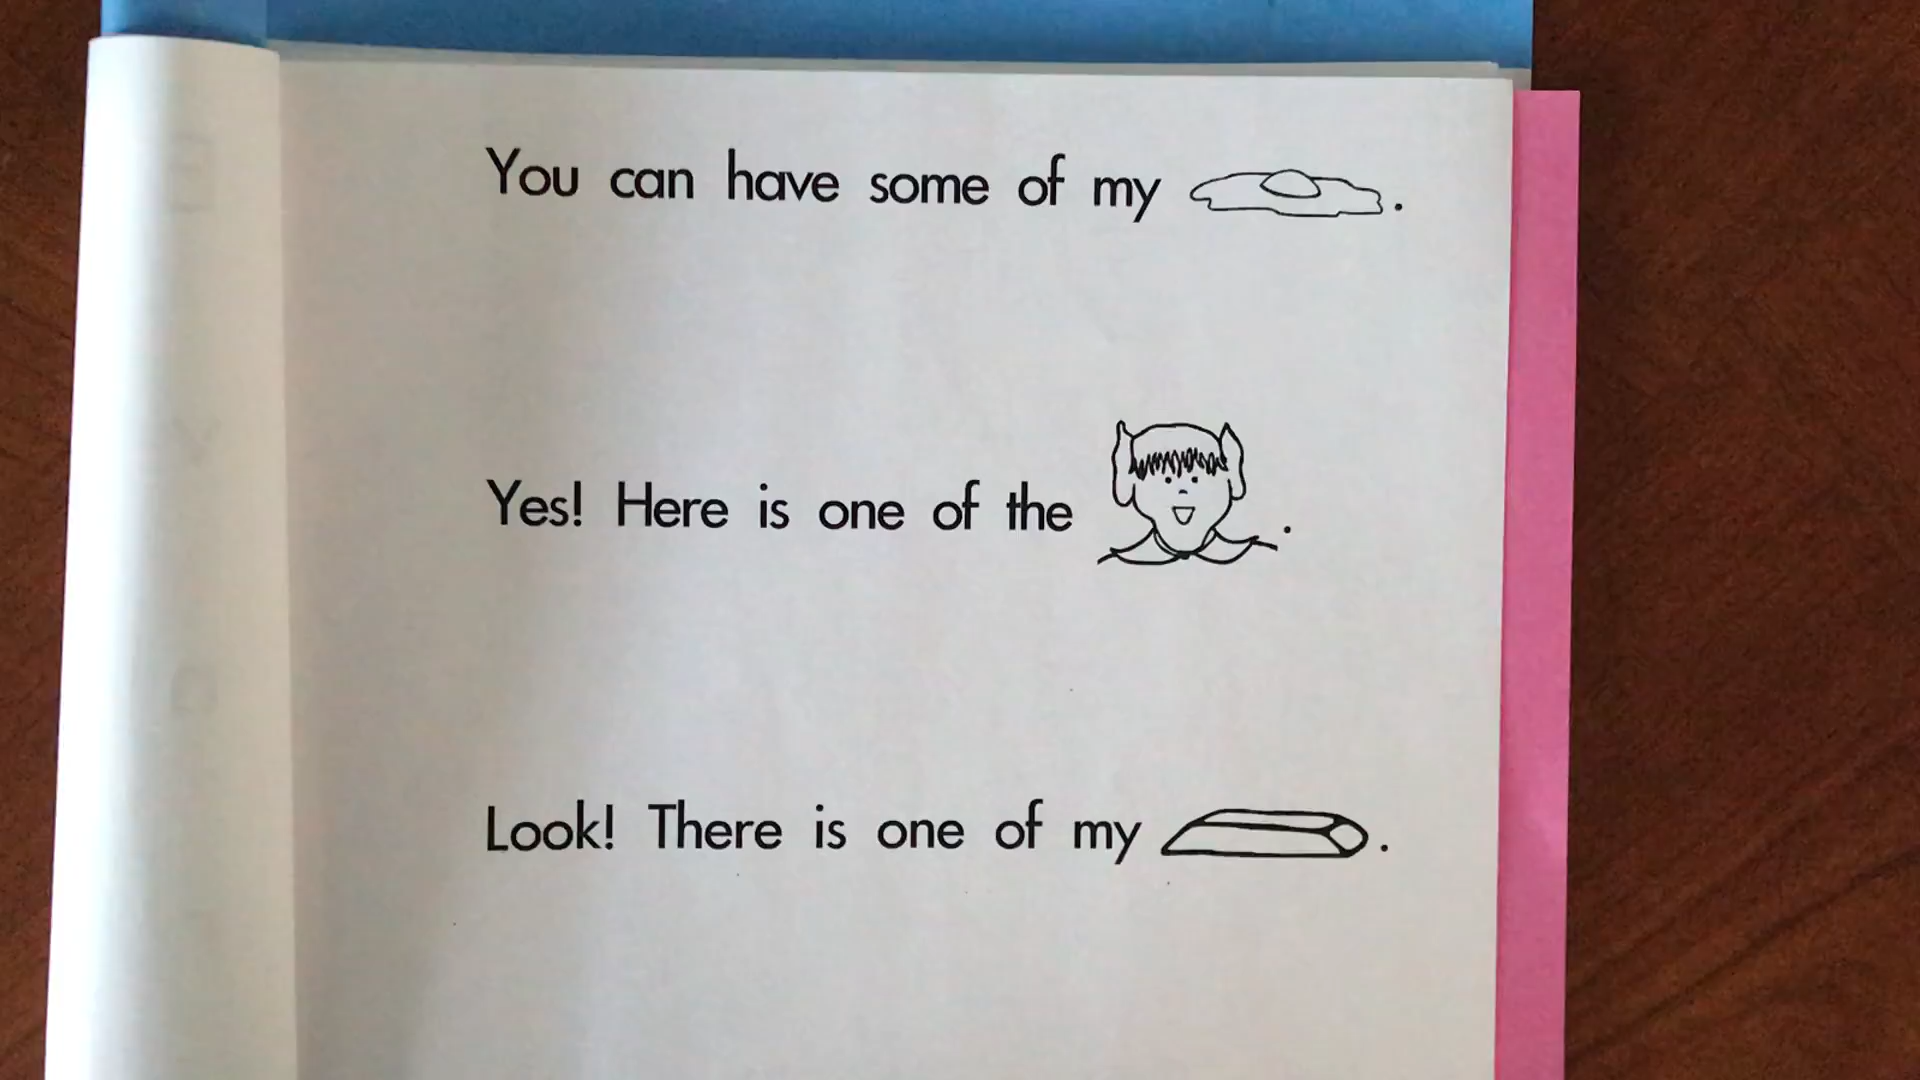 You can have some of my .
Yes! Here is one of the .
Look! There is one of my .